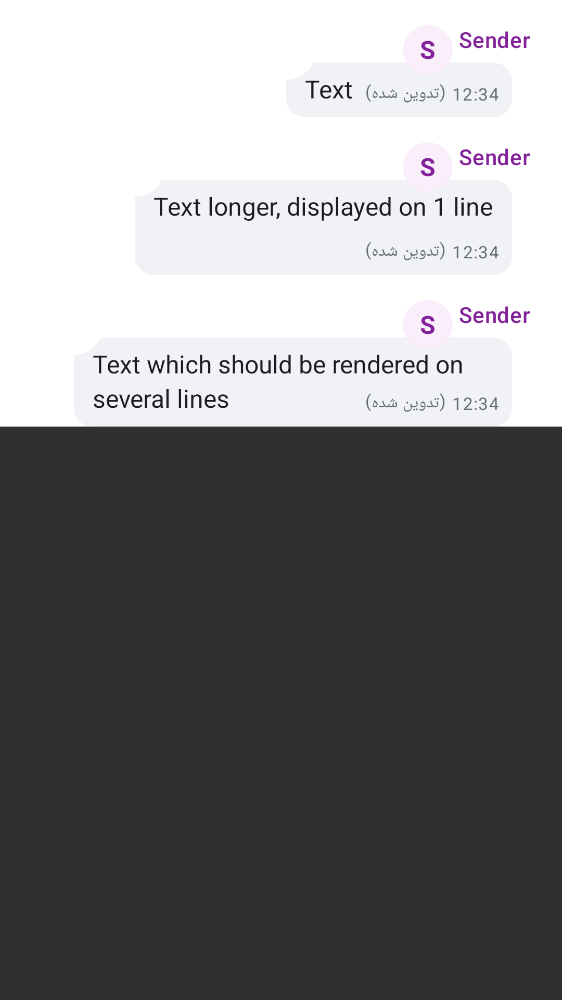 S Sender
Text (تدوین شده) 12:34
S Sender
Text longer, displayed on 1 line
(تدوین شده) 12:34
S Sender
Text which should be rendered on
several lines (تدوین شده) 12:34